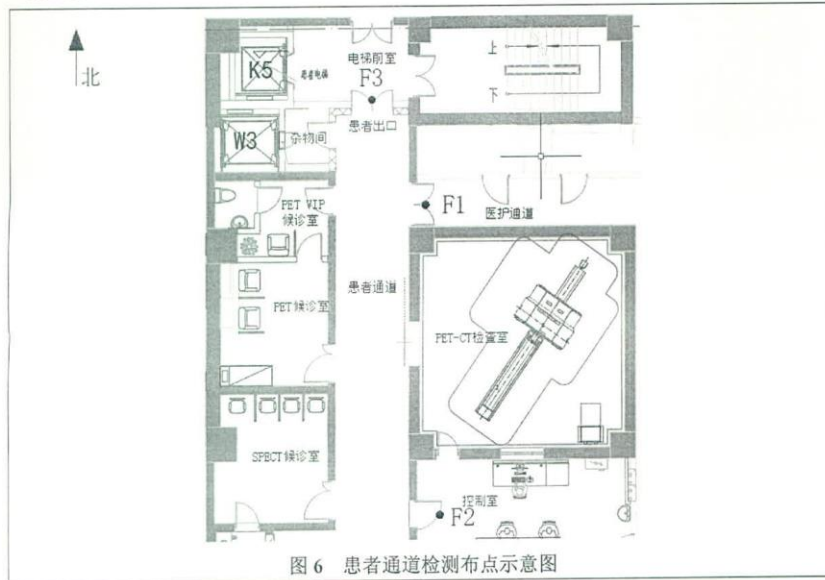 北
K5
患者电梯
电梯前室
F3
上
下
患者出口
W3
杂物间
PET VIP
候诊室
F1
医护通道
患者通道
PET候诊室
PET-CT检查室
SPECT候诊室
控制室
F2
图 6 患者通道检测布点示意图